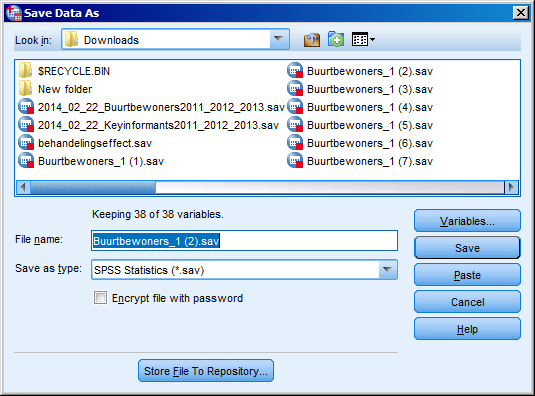 Save Data As
Look in: Downloads
$RECYCLE.BIN
New folder
2014_02_22_Buurtbewoners2011_2012_2013.sav
2014_02_22_Keyinformants2011_2012_2013.sav
behandelingseffect.sav
Buurtbewoners_1 (1).sav
Buurtbewoners_1 (2).sav
Buurtbewoners_1 (3).sav
Buurtbewoners_1 (4).sav
Buurtbewoners_1 (5).sav
Buurtbewoners_1 (6).sav
Buurtbewoners_1 (7).sav
Keeping 38 of 38 variables.
File name: Buurtbewoners_1 (2).sav
Save as type: SPSS Statistics (*.sav)
Encrypt file with password
Variables...
Save
Paste
Cancel
Help
Store File To Repository...